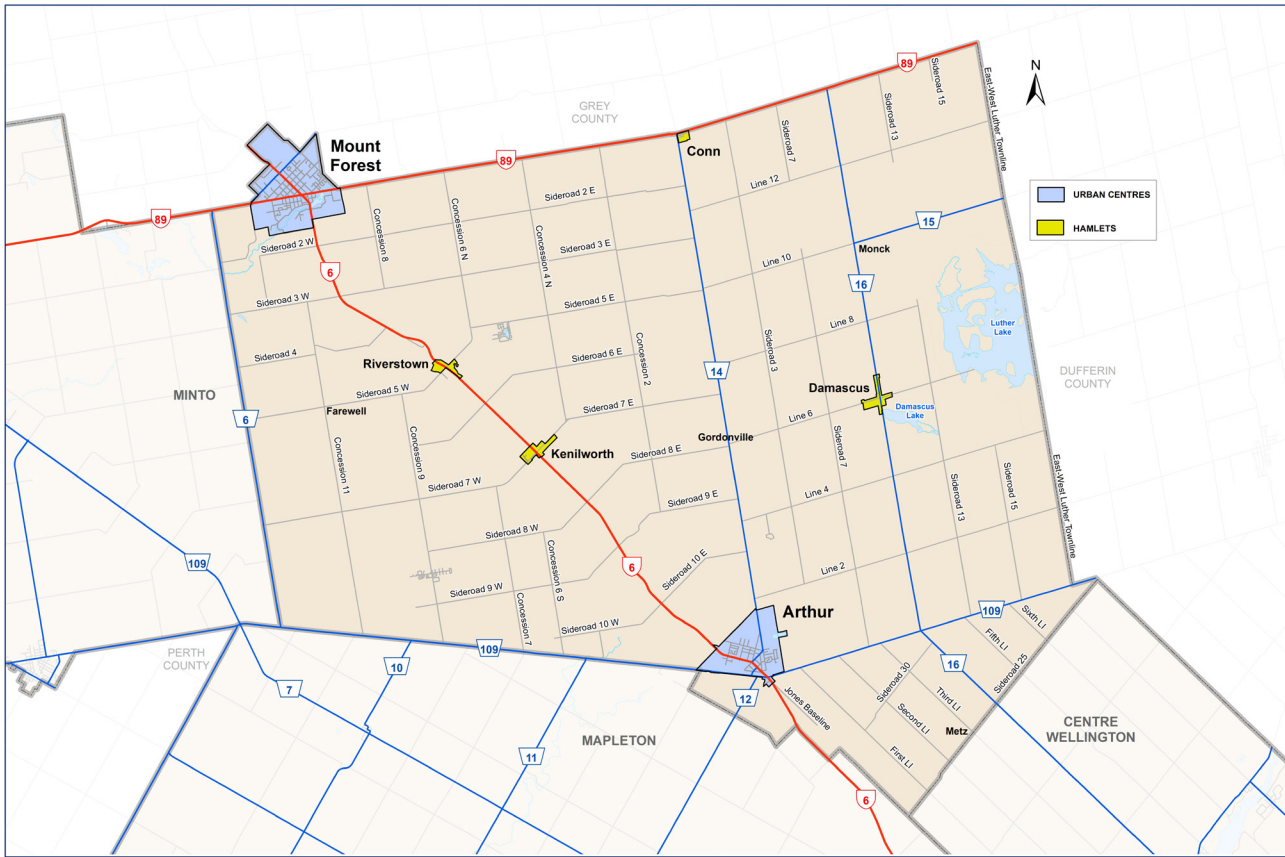 89
N
East-West Luther Townline
Sideroad 15
Sideroad 13
GREY
COUNTY
Conn
Sideroad 7
Mount
Forest
89
Line 12
URBAN CENTRES
HAMLETS
89
Sideroad 2 E
Concession 8
Concession 6 N
Concession 4 N
Sideroad 2 W
Sideroad 3 E
15
Monck
Line 10
6
16
Sideroad 3 W
Sideroad 5 E
Luther
Lake
Line 8
Sideroad 4
Riverstown
Sideroad 6 E
Concession 2
Sideroad 3
14
DUFFERIN
COUNTY
MINTO
Sideroad 5 W
Damascus
Damascus
Lake
Farewell
6
Sideroad 7 E
Line 6
Gordonville
Kenilworth
Sideroad 8 E
Concession 11
Concession 9
Sideroad 7
Sideroad 7 W
Line 4
Sideroad 9 E
Sideroad 13
Sideroad 15
East-West Luther Townline
Sideroad 8 W
109
Concession 6 S
6
Sideroad 10 E
Line 2
Sideroad 9 W
Concession 7
Arthur
109
Sixth LI
Sideroad 10 W
Fifth LI
PERTH
COUNTY
109
10
16
Sideroad 25
Sideroad 30
7
12
Jones Baseline
Third LI
Second LI
Metz
CENTRE
WELLINGTON
MAPLETON
11
First LI
6